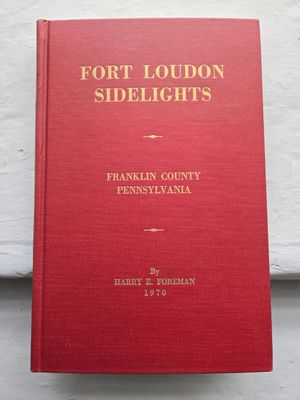 FORT LOUDON
SIDELIGHTS
FRANKLIN COUNTY
PENNSYLVANIA
By
HARRY E. FOREMAN
1970